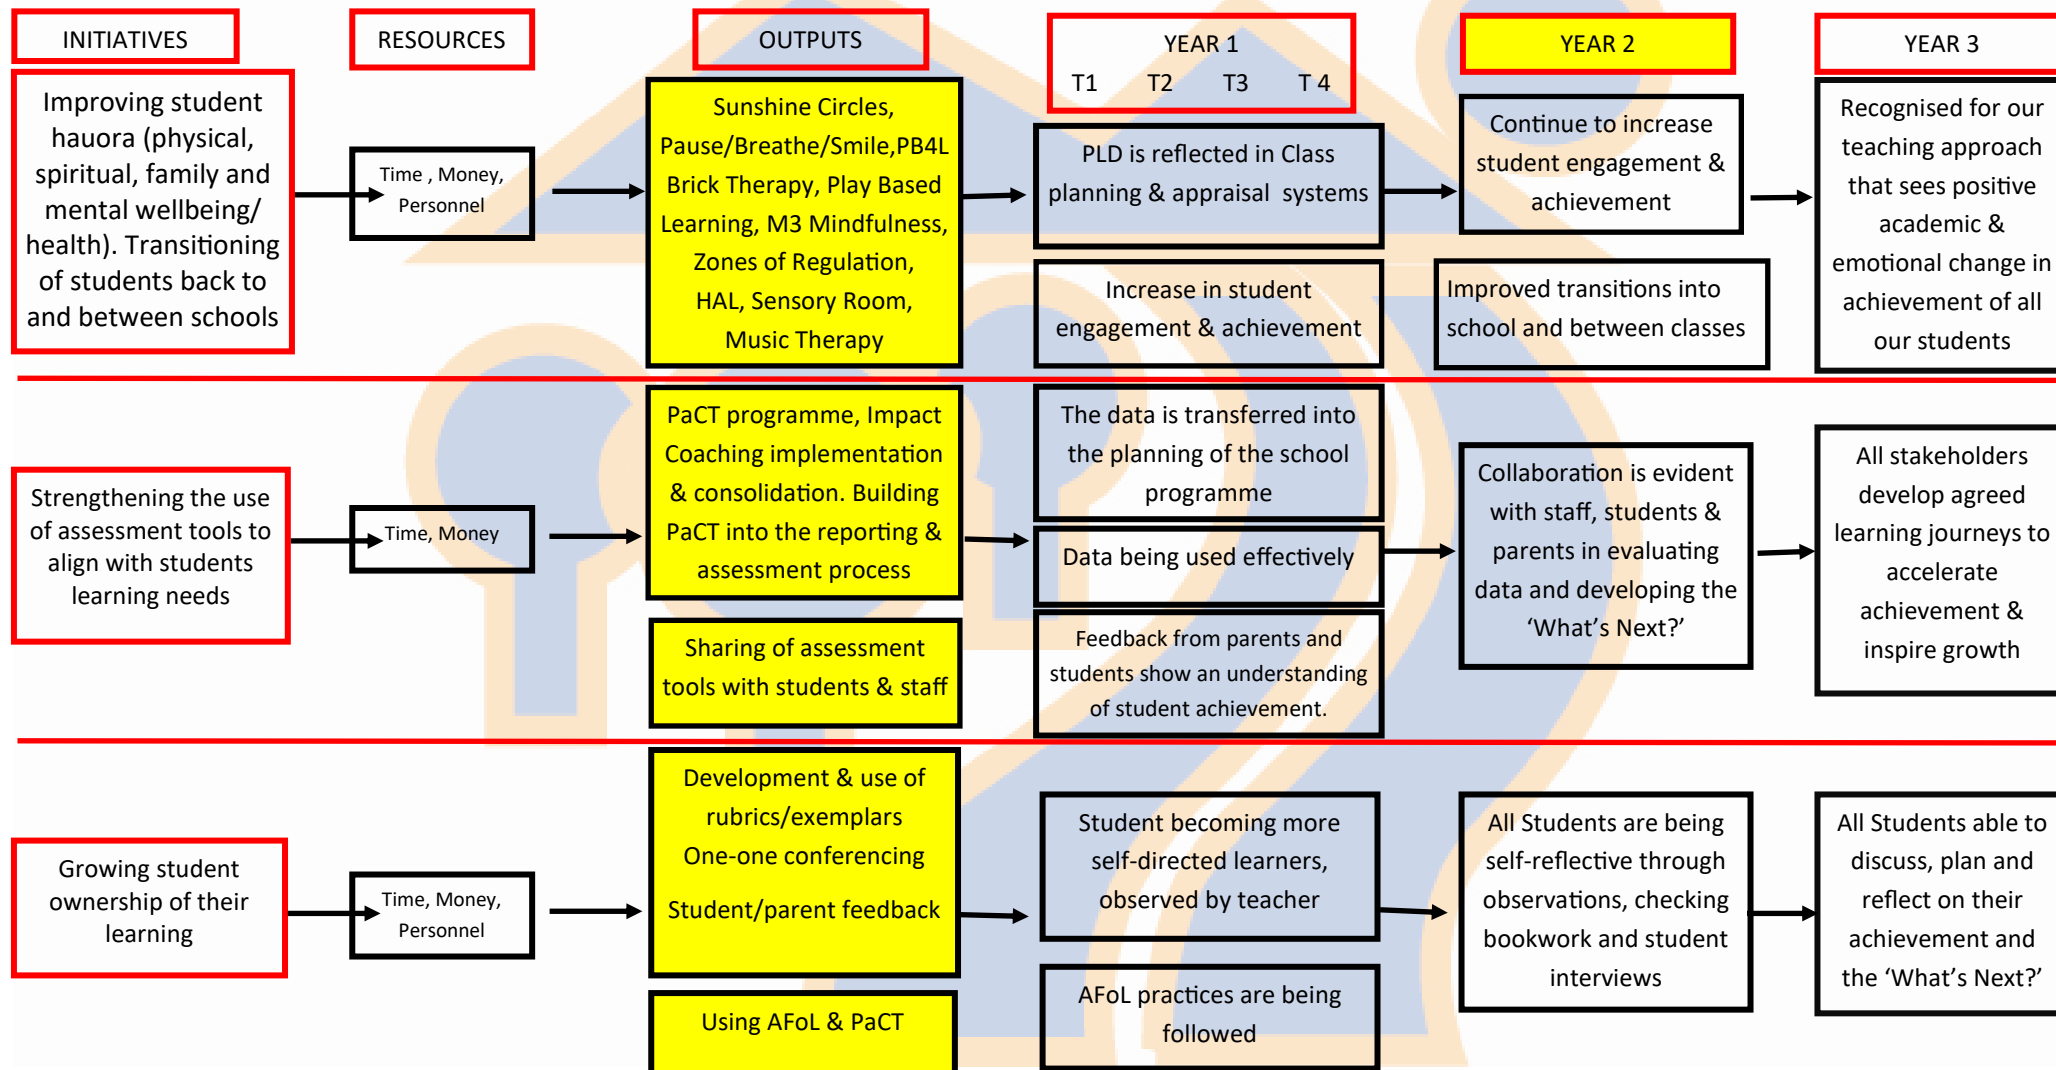 INITIATIVES
RESOURCES
OUTPUTS
YEAR 1
T1 T2 T3 T 4
YEAR 2
YEAR 3
Improving student
hauora (physical,
spiritual, family and
mental wellbeing/
health). Transitioning
of students back to
and between schools
Time , Money,
Personnel
Sunshine Circles,
Pause/Breathe/Smile,PB4L
Brick Therapy, Play Based
Learning, M3 Mindfulness,
Zones of Regulation,
HAL, Sensory Room,
Music Therapy
PLD is reflected in Class
planning & appraisal systems
Increase in student
engagement & achievement
Continue to increase
student engagement &
achievement
Improved transitions into
school and between classes
Recognised for our
teaching approach
that sees positive
academic &
emotional change in
achievement of all
our students
Strengthening the use
of assessment tools to
align with students
learning needs
Time, Money
PaCT programme, Impact
Coaching implementation
& consolidation. Building
PaCT into the reporting &
assessment process
Sharing of assessment
tools with students & staff
The data is transferred into
the planning of the school
programme
Data being used effectively
Feedback from parents and
students show an understanding
of student achievement.
Collaboration is evident
with staff, students &
parents in evaluating
data and developing the
‘What’s Next?’
All stakeholders
develop agreed
learning journeys to
accelerate
achievement &
inspire growth
Growing student
ownership of their
learning
Time, Money,
Personnel
Development & use of
rubrics/exemplars
One-one conferencing
Student/parent feedback
Using AFoL & PaCT
Student becoming more
self-directed learners,
observed by teacher
AFoL practices are being
followed
All Students are being
self-reflective through
observations, checking
bookwork and student
interviews
All Students able to
discuss, plan and
reflect on their
achievement and
the ‘What’s Next?’